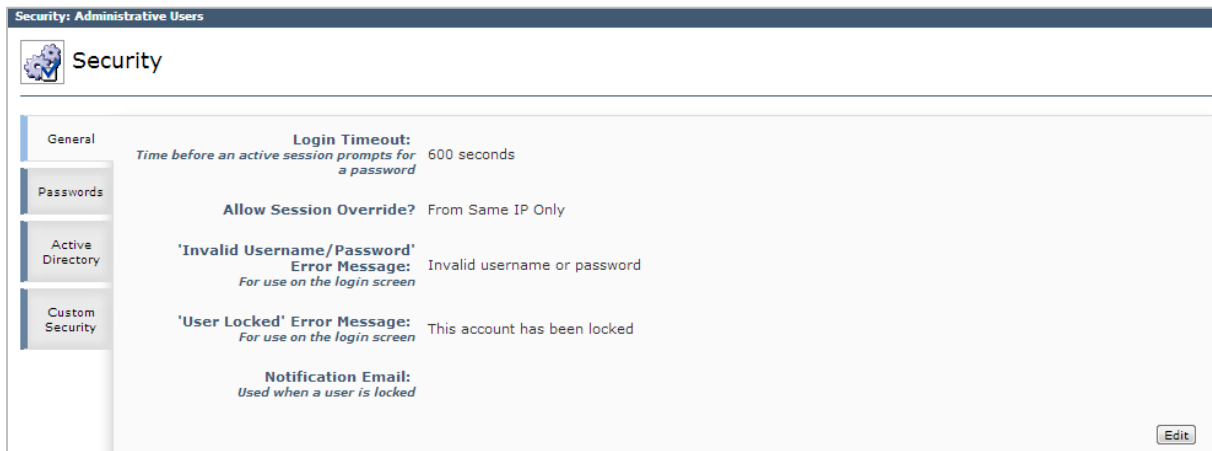 Security: Administrative Users
Security
General
Passwords
Active
Directory
Custom
Security
Login Timeout:
Time before an active session prompts for
a password
600 seconds
Allow Session Override?
From Same IP Only
'Invalid Username/Password'
Error Message:
For use on the login screen
Invalid username or password
'User Locked' Error Message:
For use on the login screen
This account has been locked
Notification Email:
Used when a user is locked
Edit